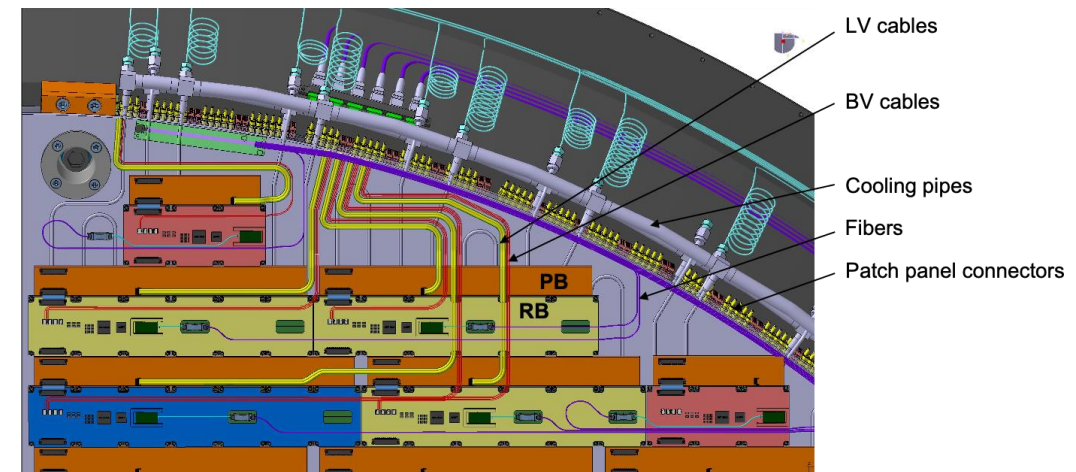 LV cables
BV cables
Cooling pipes
Fibers
Patch panel connectors
PB
RB